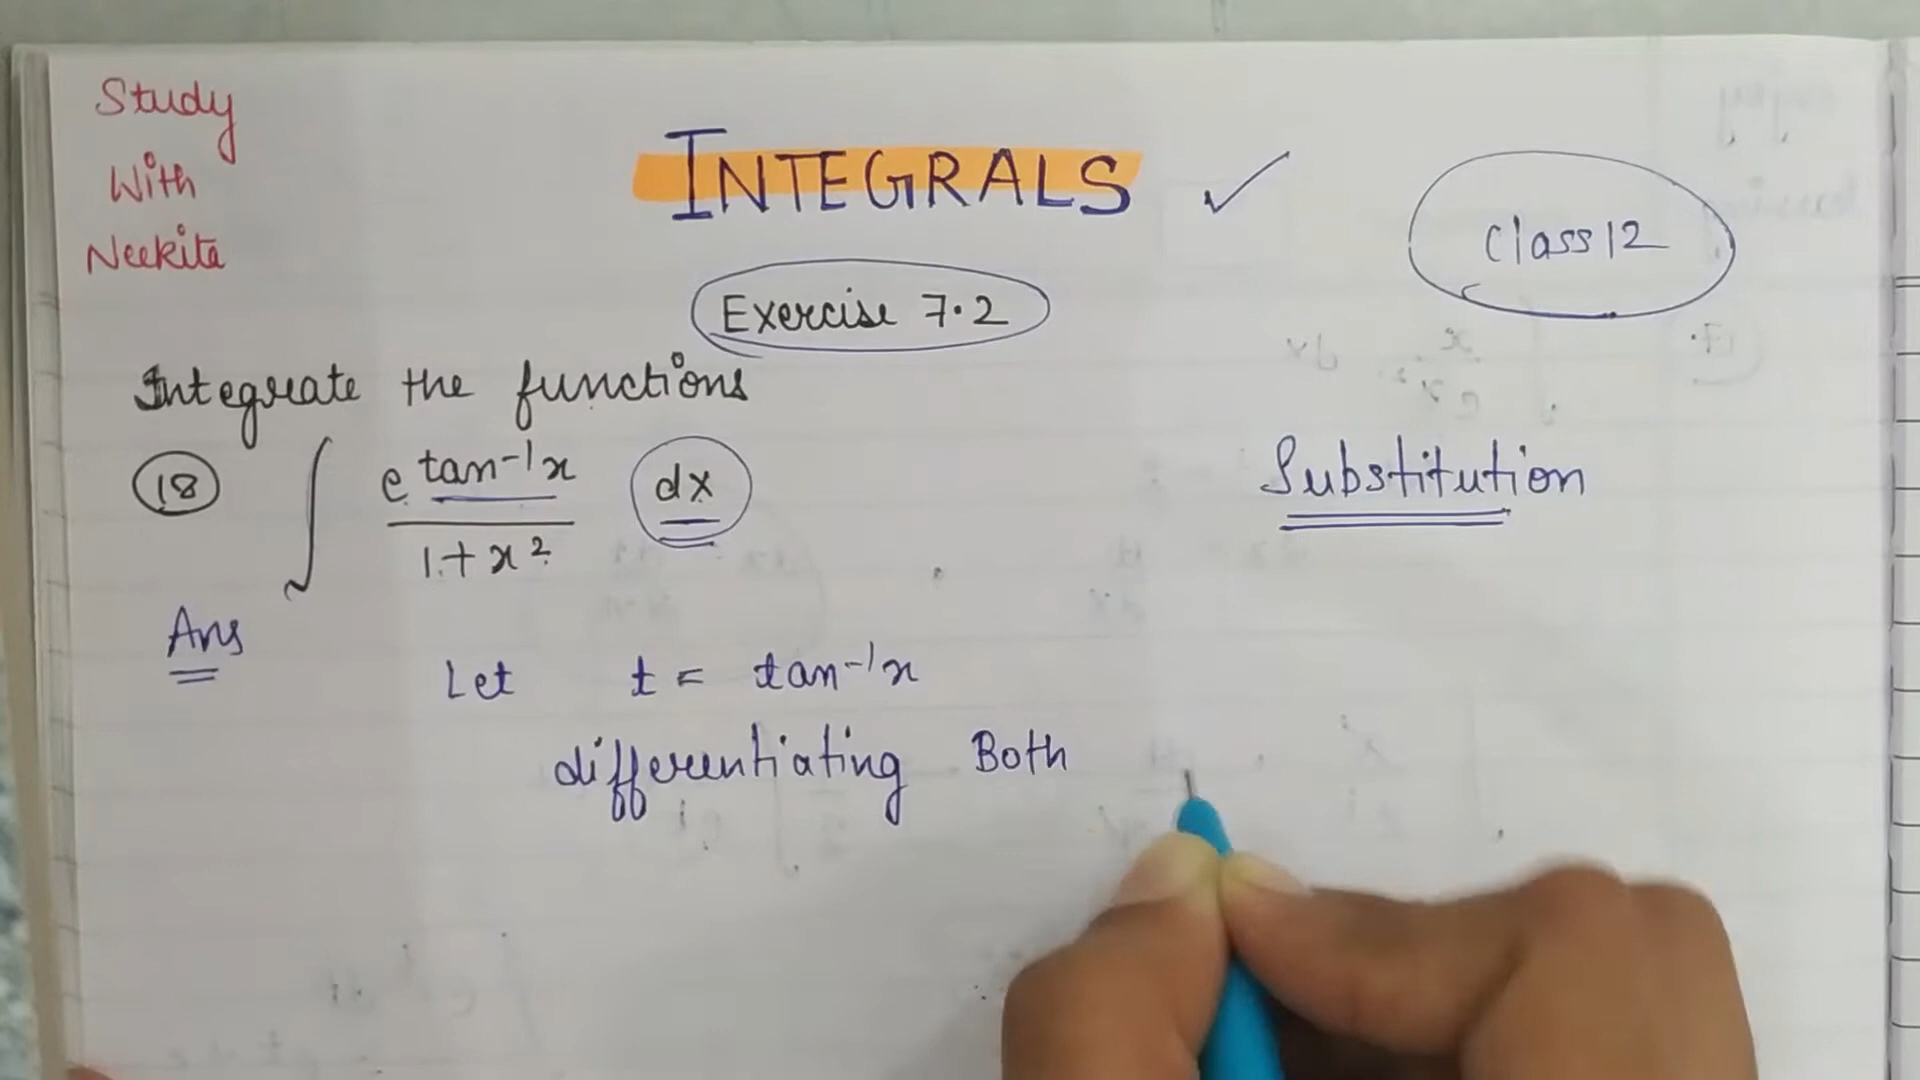 Study
With
Neekita
INTEGRALS ✓
Class 12
Exercise 7.2
Integrate the functions
(18) ∫ e^tan⁻¹x / 1+x² dx
Substitution
Ans
Let t = tan⁻¹x
differentiating Both